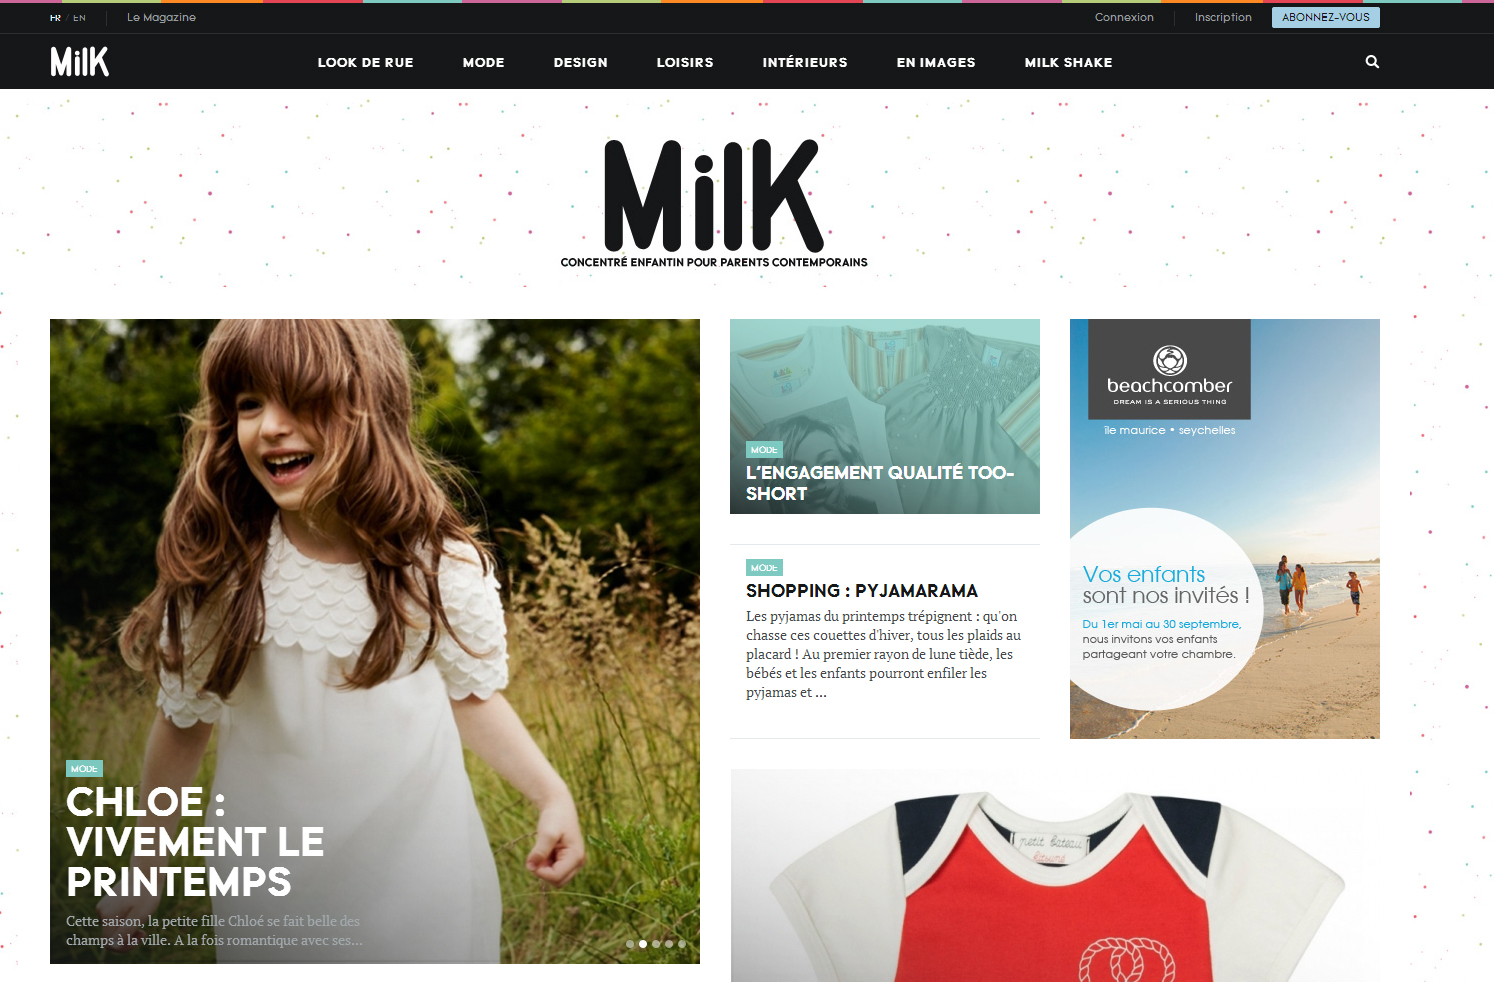 FR / EN
Le Magazine
Connexion
Inscription
ABONNEZ-VOUS
MilK
LOOK DE RUE
MODE
DESIGN
LOISIRS
INTÉRIEURS
EN IMAGES
MILK SHAKE
MilK
CONCENTRÉ ENFANTIN POUR PARENTS CONTEMPORAINS
MODE
CHLOE :
VIVEMENT LE
PRINTEMPS
Cette saison, la petite fille Chloé se fait belle des
champs à la ville. A la fois romantique avec ses...
MODE
L'ENGAGEMENT QUALITÉ TOO-
SHORT
MODE
SHOPPING : PYJAMARAMA
Les pyjamas du printemps trépignent : qu'on
chasse ces couettes d'hiver, tous les plaids au
placard ! Au premier rayon de lune tiède, les
bébés et les enfants pourront enfiler les
pyjamas et ...
beachcomber
DREAM IS A SERIOUS THING
île maurice • seychelles
Vos enfants
sont nos invités !
Du 1er mai au 30 septembre,
nous invitons vos enfants
partageant votre chambre.
petit bateau